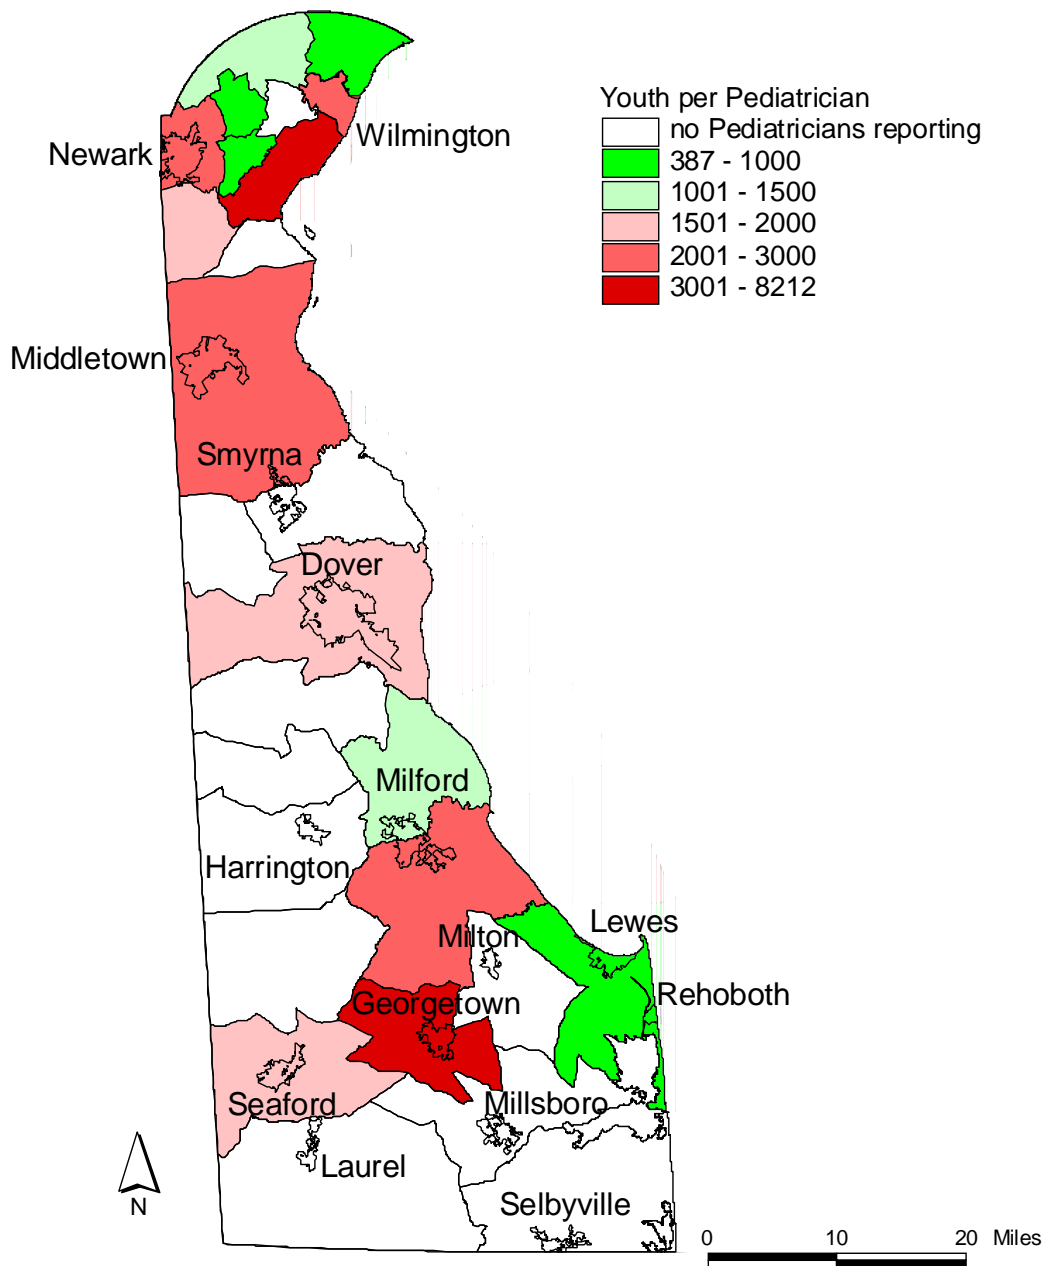 Youth per Pediatrician
no Pediatricians reporting
387 - 1000
1001 - 1500
1501 - 2000
2001 - 3000
3001 - 8212
Wilmington
Newark
Middletown
Smyrna
Dover
Milford
Harrington
Lewes
Milton
Rehoboth
Georgetown
Seaford
Millsboro
Laurel
Selbyville
N
0 10 20 Miles